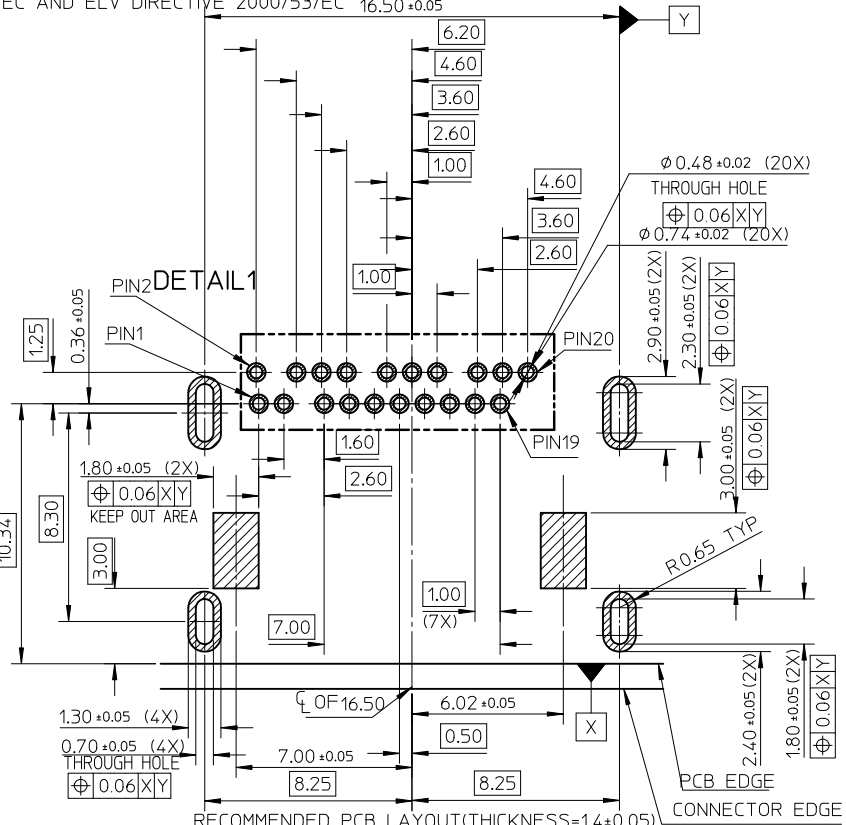 EC AND ELV DIRECTIVE 2000/53/EC 16.50 ±0.05
Y
6.20
4.60
3.60
2.60
1.00
4.60
3.60
2.60
1.00
Ø 0.48 ±0.02 (20X)
THROUGH HOLE
⌖ 0.06 X Y
Ø 0.74 ±0.02 (20X)
PIN2 DETAIL1
PIN1
PIN20
PIN19
1.25
0.36 ±0.05
2.90 ±0.05 (2X)
2.30 ±0.05 (2X)
⌖ 0.06 X Y
3.00 ±0.05 (2X)
⌖ 0.06 X Y
1.60
2.60
1.80 ±0.05 (2X)
⌖ 0.06 X Y
KEEP OUT AREA
10.34
8.30
3.00
R0.65 TYP
1.00
(7X)
7.00
℄ OF 16.50
6.02 ±0.05
X
2.40 ±0.05 (2X)
1.80 ±0.05 (2X)
⌖ 0.06 X Y
1.30 ±0.05 (4X)
0.70 ±0.05 (4X)
THROUGH HOLE
⌖ 0.06 X Y
7.00 ±0.05
0.50
8.25
8.25
PCB EDGE
CONNECTOR EDGE
RECOMMENDED PCB LAYOUT(THICKNESS=1.4±0.05)